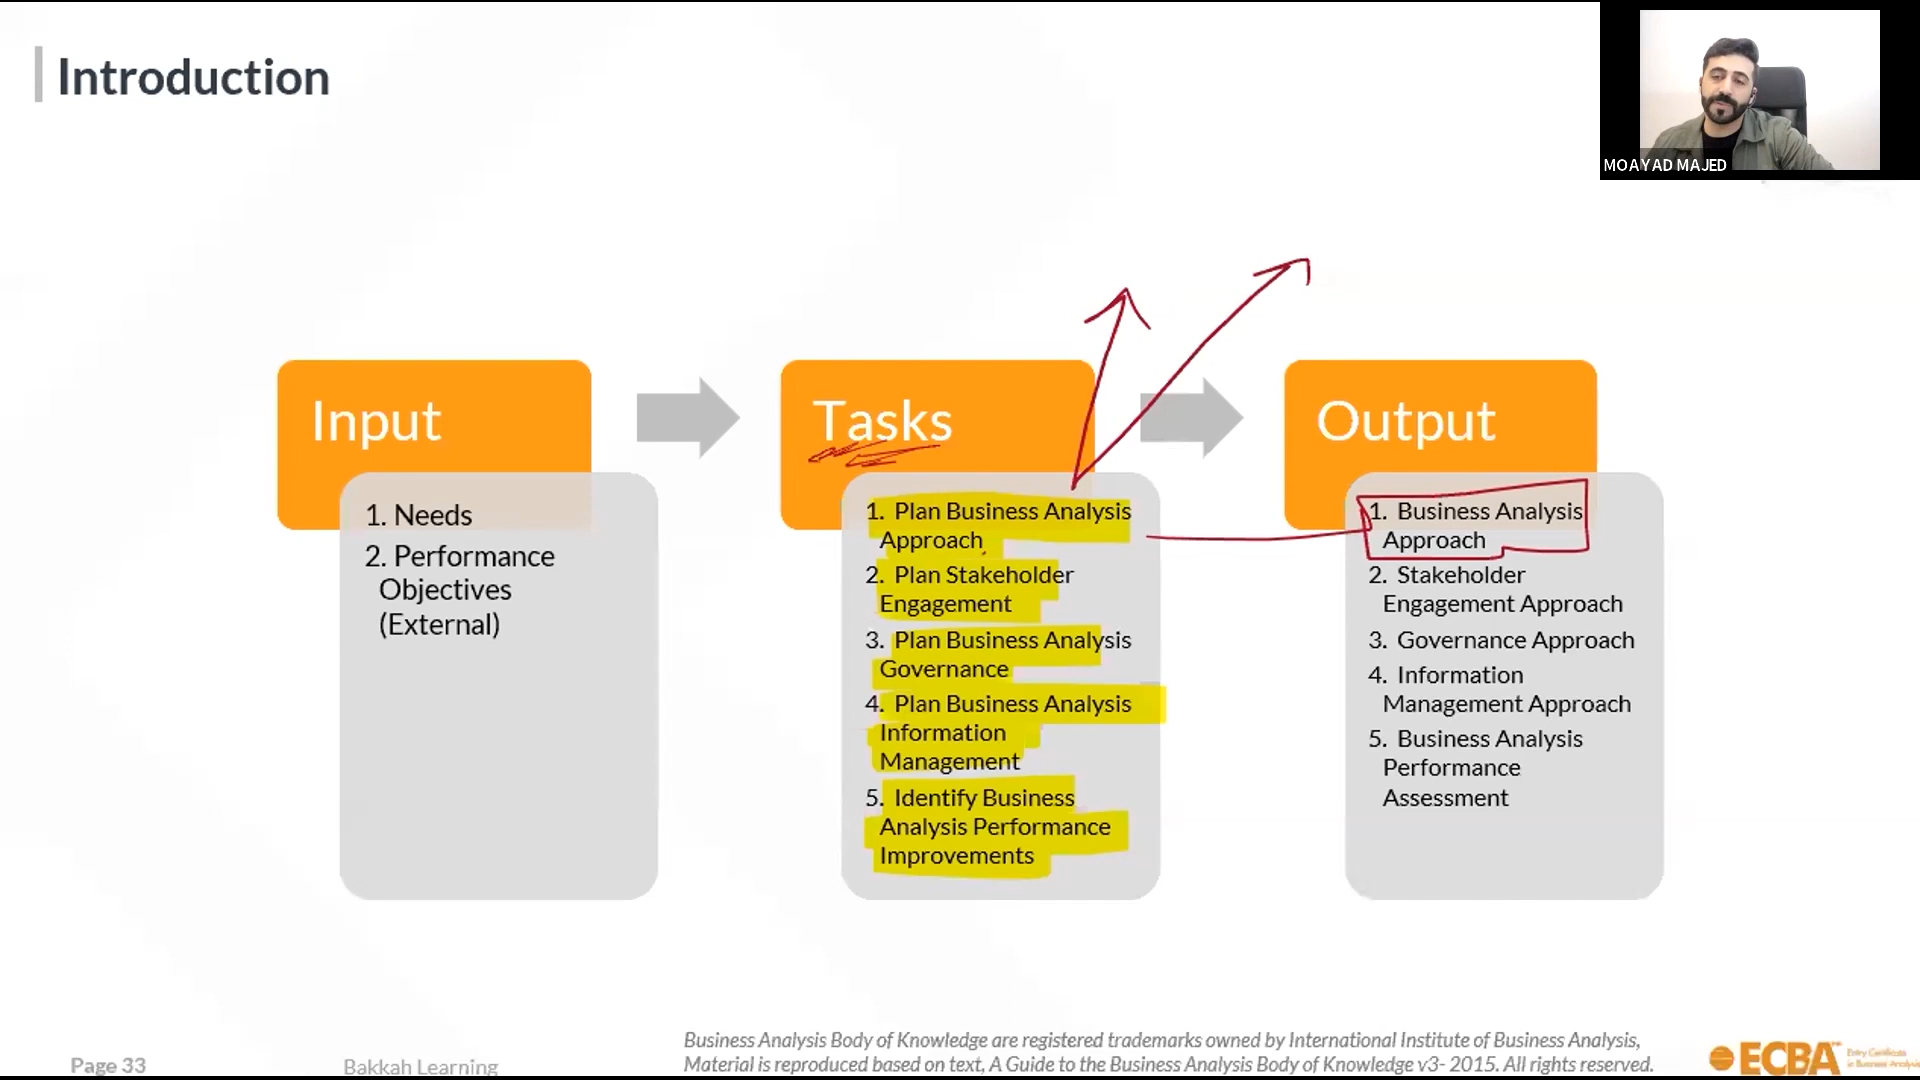 Introduction
MOAYAD MAJED
Input
1. Needs
2. Performance
Objectives
(External)
Tasks
1. Plan Business Analysis
Approach
2. Plan Stakeholder
Engagement
3. Plan Business Analysis
Governance
4. Plan Business Analysis
Information
Management
5. Identify Business
Analysis Performance
Improvements
Output
1. Business Analysis
Approach
2. Stakeholder
Engagement Approach
3. Governance Approach
4. Information
Management Approach
5. Business Analysis
Performance
Assessment
Page 33
Bakkah Learning
Business Analysis Body of Knowledge are registered trademarks owned by International Institute of Business Analysis,
Material is reproduced based on text, A Guide to the Business Analysis Body of Knowledge v3- 2015. All rights reserved.
ECBA
Entry Certificate
in Business Analysis